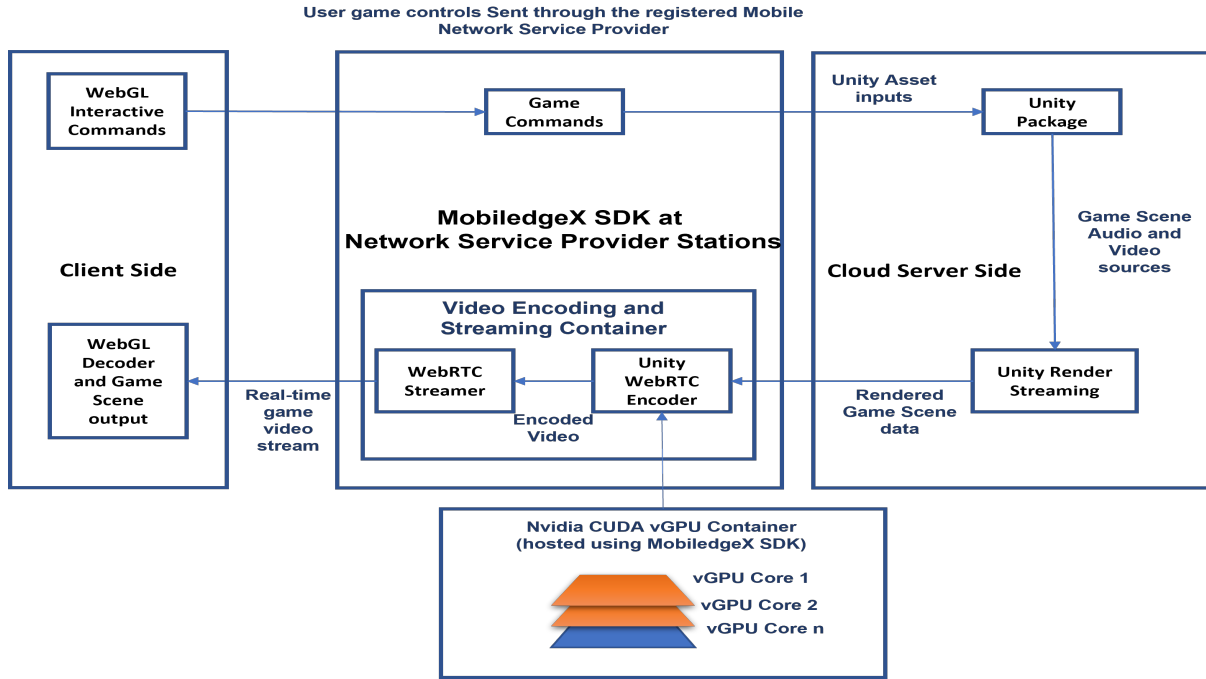 User game controls Sent through the registered Mobile
Network Service Provider
WebGL
Interactive
Commands
Game
Commands
Unity Asset
inputs
Unity
Package
MobiledgeX SDK at
Network Service Provider Stations
Game Scene
Audio and
Video
sources
Client Side
Cloud Server Side
Video Encoding and
Streaming Container
WebGL
Decoder
and Game
Scene
output
Real-time
game
video
stream
WebRTC
Streamer
Encoded
Video
Unity
WebRTC
Encoder
Rendered
Game Scene
data
Unity Render
Streaming
Nvidia CUDA vGPU Container
(hosted using MobiledgeX SDK)
vGPU Core 1
vGPU Core 2
vGPU Core n